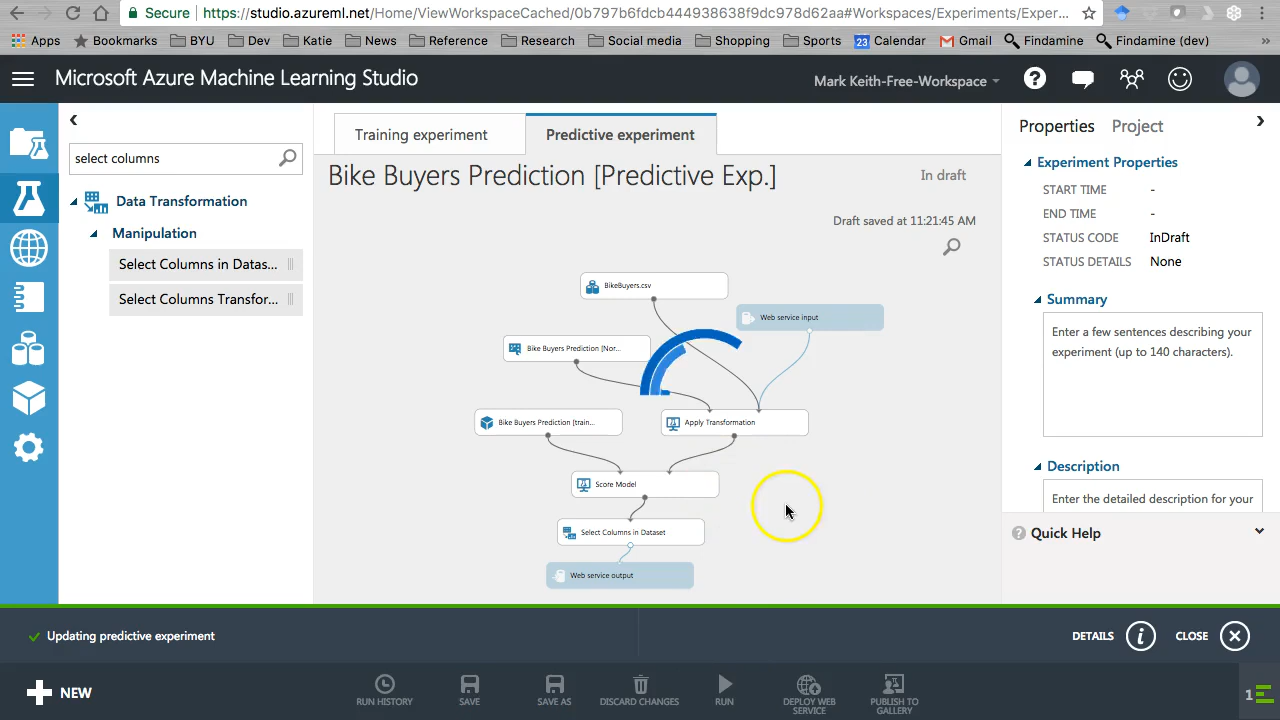 Secure
https://studio.azureml.net/Home/ViewWorkspaceCached/0b797b6fdcb444938638f9dc978d62aa#Workspaces/Experiments/Exper...
Apps
Bookmarks
BYU
Dev
Katie
News
Reference
Research
Social media
Shopping
Sports
23
Calendar
Gmail
Findamine
Findamine (dev)
»
Microsoft Azure Machine Learning Studio
Mark Keith-Free-Workspace
select columns
Data Transformation
Manipulation
Select Columns in Datas...
Select Columns Transfor...
Training experiment
Predictive experiment
Bike Buyers Prediction [Predictive Exp.]
In draft
Draft saved at 11:21:45 AM
BikeBuyers.csv
Web service input
Bike Buyers Prediction [Nor...
Bike Buyers Prediction [train...
Apply Transformation
Score Model
Select Columns in Dataset
Web service output
Properties
Project
Experiment Properties
START TIME -
END TIME -
STATUS CODE InDraft
STATUS DETAILS None
Summary
Enter a few sentences describing your
experiment (up to 140 characters).
Description
Enter the detailed description for your
Quick Help
Updating predictive experiment
DETAILS
CLOSE
NEW
RUN HISTORY
SAVE
SAVE AS
DISCARD CHANGES
RUN
DEPLOY WEB
SERVICE
PUBLISH TO
GALLERY
1